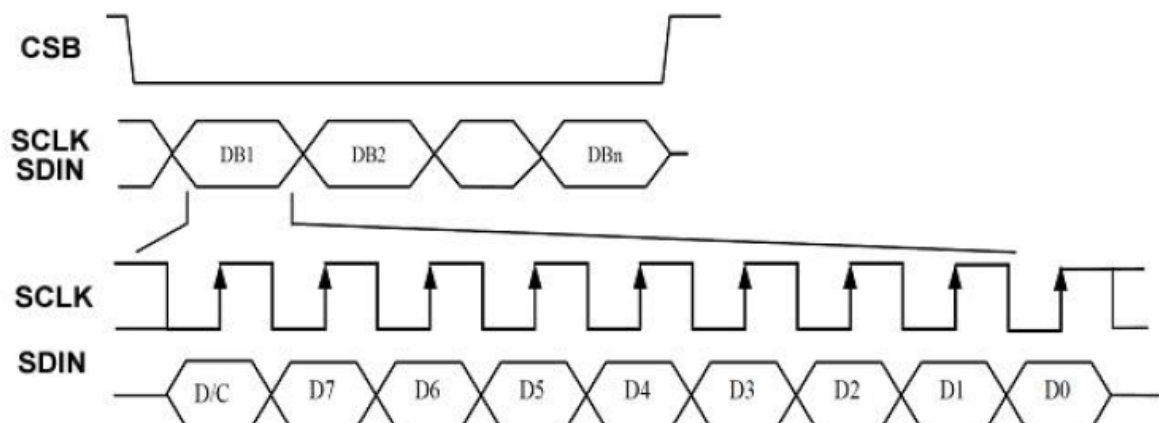 CSB
SCLK
SDIN
DB1 DB2 DBn
SCLK
SDIN
D/C D7 D6 D5 D4 D3 D2 D1 D0